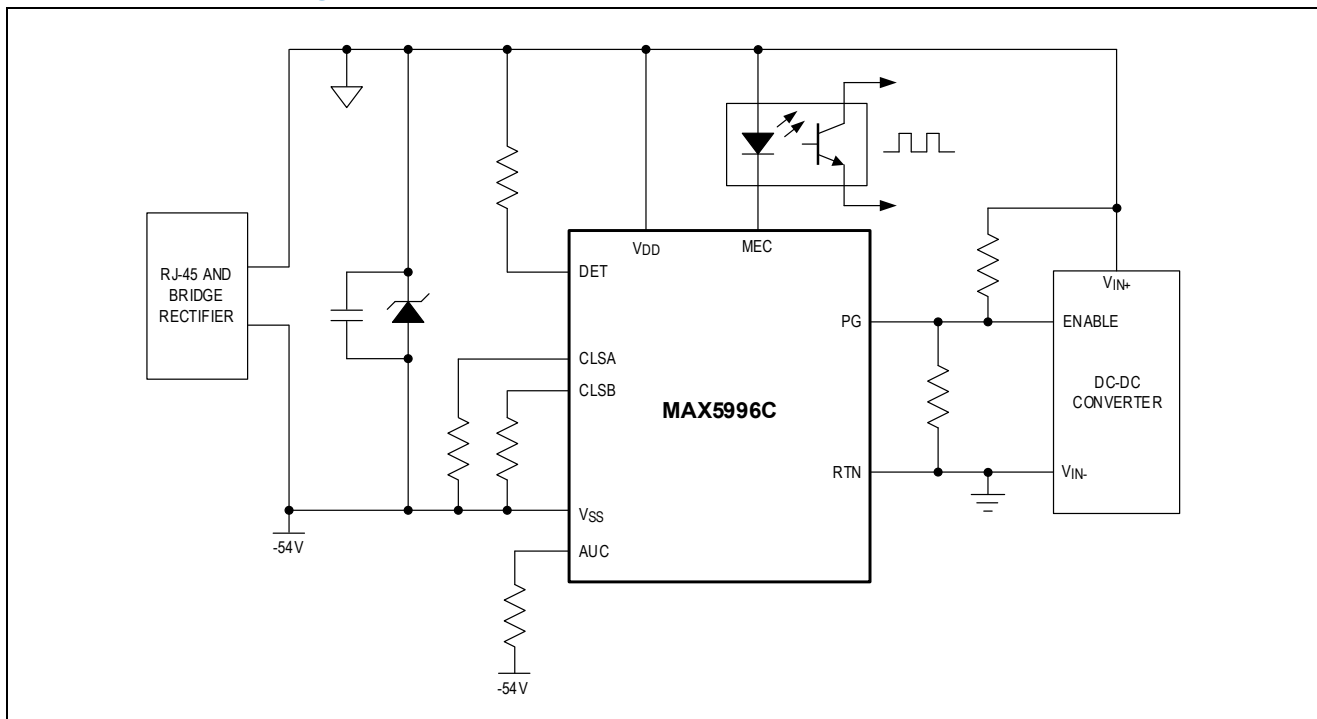 RJ-45 AND
BRIDGE
RECTIFIER
-54V
VDD
MEC
DET
CLSA
CLSB
MAX5996C
VSS
AUC
-54V
PG
RTN
VIN+
ENABLE
DC-DC
CONVERTER
VIN-